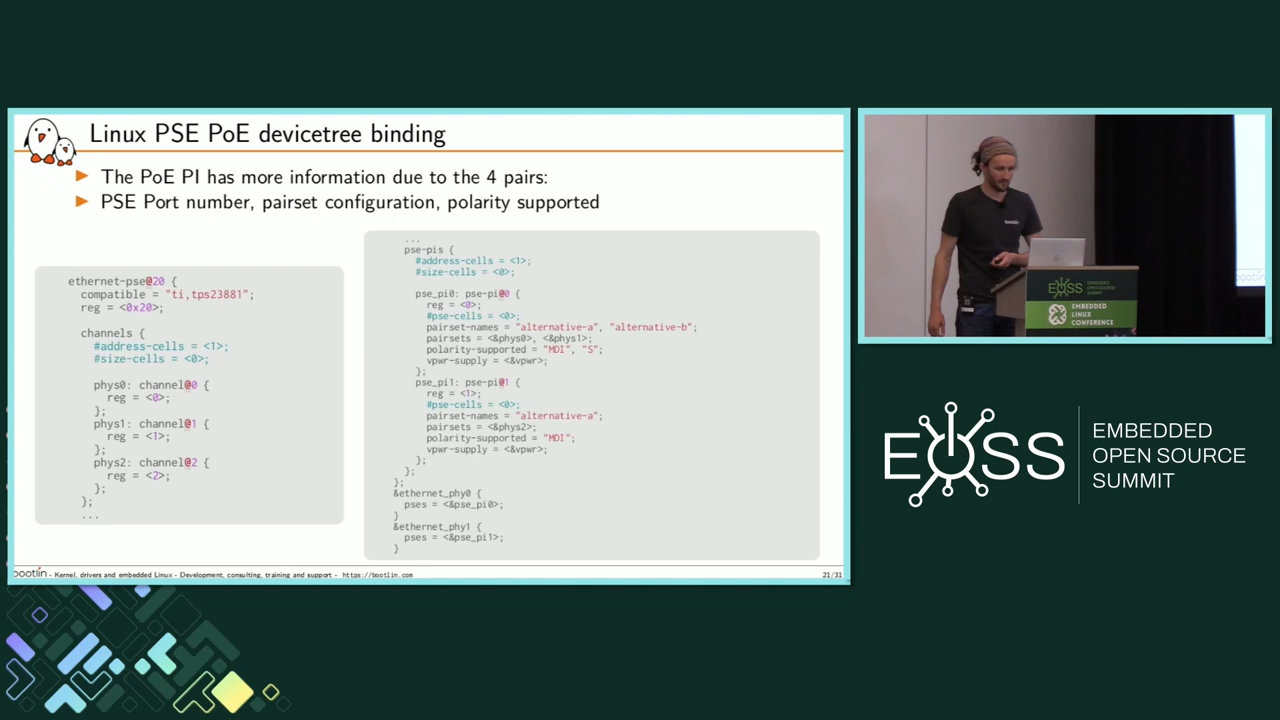 Linux PSE PoE devicetree binding
The PoE PI has more information due to the 4 pairs:
PSE Port number, pairset configuration, polarity supported
ethernet-pse@20 {
compatible = "ti,tps23881";
reg = <0x20>;
channels {
#address-cells = <1>;
#size-cells = <0>;
phys0: channel@0 {
reg = <0>;
};
phys1: channel@1 {
reg = <1>;
};
phys2: channel@2 {
reg = <2>;
};
};
...
...
pse-pis {
#address-cells = <1>;
#size-cells = <0>;
pse_pi0: pse-pi@0 {
reg = <0>;
#pse-cells = <0>;
pairset-names = "alternative-a", "alternative-b";
pairsets = <&phys0>, <&phys1>;
polarity-supported = "MDI", "S";
vpwr-supply = <&vpwr>;
};
pse_pi1: pse-pi@1 {
reg = <1>;
#pse-cells = <0>;
pairset-names = "alternative-a";
pairsets = <&phys2>;
polarity-supported = "MDI";
vpwr-supply = <&vpwr>;
};
};
};
&ethernet_phy0 {
pses = <&pse_pi0>;
}
&ethernet_phy1 {
pses = <&pse_pi1>;
}
bootlin - Kernel, drivers and embedded Linux - Development, consulting, training and support - https://bootlin.com
21/31
EOSS
EMBEDDED
OPEN SOURCE
SUMMIT
EMBEDDED
LINUX
CONFERENCE
EOSS
EMBEDDED
OPEN SOURCE
SUMMIT